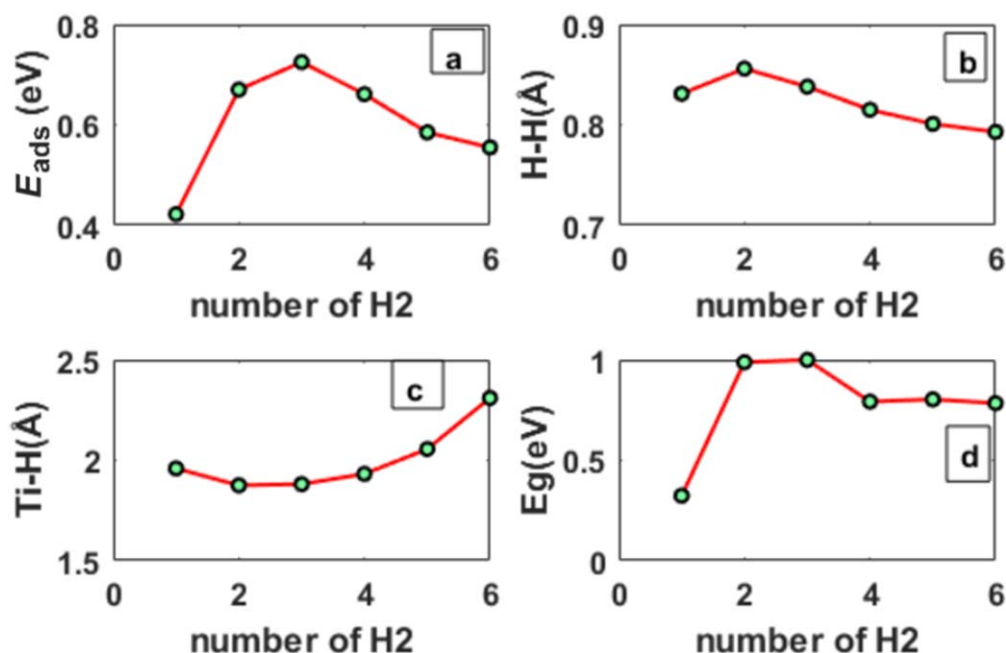 0.8
0.6
0.4
E_ads (eV)
a
0 2 4 6
number of H2
0.9
0.8
0.7
H-H(Å)
b
0 2 4 6
number of H2
2.5
2
1.5
Ti-H(Å)
c
0 2 4 6
number of H2
1
0.5
0
Eg(eV)
d
0 2 4 6
number of H2